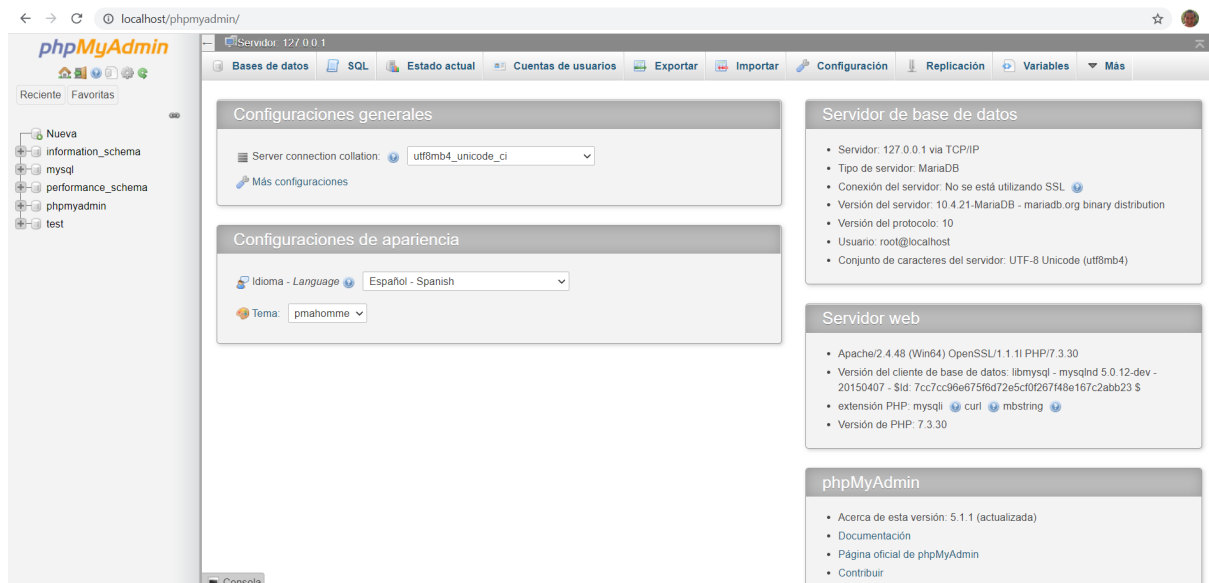 localhost/phpmyadmin/
phpMyAdmin
Reciente Favoritas
Nueva
information_schema
mysql
performance_schema
phpmyadmin
test
Servidor: 127.0.0.1
Bases de datos SQL Estado actual Cuentas de usuarios Exportar Importar Configuración Replicación Variables Más
Configuraciones generales
Server connection collation: utf8mb4_unicode_ci
Más configuraciones
Configuraciones de apariencia
Idioma - Language Español - Spanish
Tema: pmahomme
Servidor de base de datos
• Servidor: 127.0.0.1 via TCP/IP
• Tipo de servidor: MariaDB
• Conexión del servidor: No se está utilizando SSL
• Versión del servidor: 10.4.21-MariaDB - mariadb.org binary distribution
• Versión del protocolo: 10
• Usuario: root@localhost
• Conjunto de caracteres del servidor: UTF-8 Unicode (utf8mb4)
Servidor web
• Apache/2.4.48 (Win64) OpenSSL/1.1.1l PHP/7.3.30
• Versión del cliente de base de datos: libmysql - mysqlnd 5.0.12-dev -
20150407 - $Id: 7cc7cc96e675f6d72e5cf0f267f48e167c2abb23 $
• extensión PHP: mysqli curl mbstring
• Versión de PHP: 7.3.30
phpMyAdmin
• Acerca de esta versión: 5.1.1 (actualizada)
• Documentación
• Página oficial de phpMyAdmin
• Contribuir
Consola